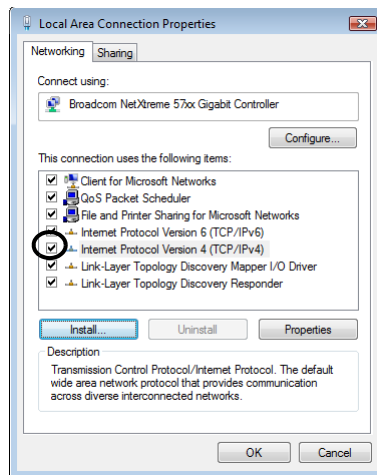 Local Area Connection Properties
Networking Sharing
Connect using:
Broadcom NetXtreme 57xx Gigabit Controller
Configure...
This connection uses the following items:
Client for Microsoft Networks
QoS Packet Scheduler
File and Printer Sharing for Microsoft Networks
Internet Protocol Version 6 (TCP/IPv6)
Internet Protocol Version 4 (TCP/IPv4)
Link-Layer Topology Discovery Mapper I/O Driver
Link-Layer Topology Discovery Responder
Install... Uninstall Properties
Description
Transmission Control Protocol/Internet Protocol. The default
wide area network protocol that provides communication
across diverse interconnected networks.
OK Cancel